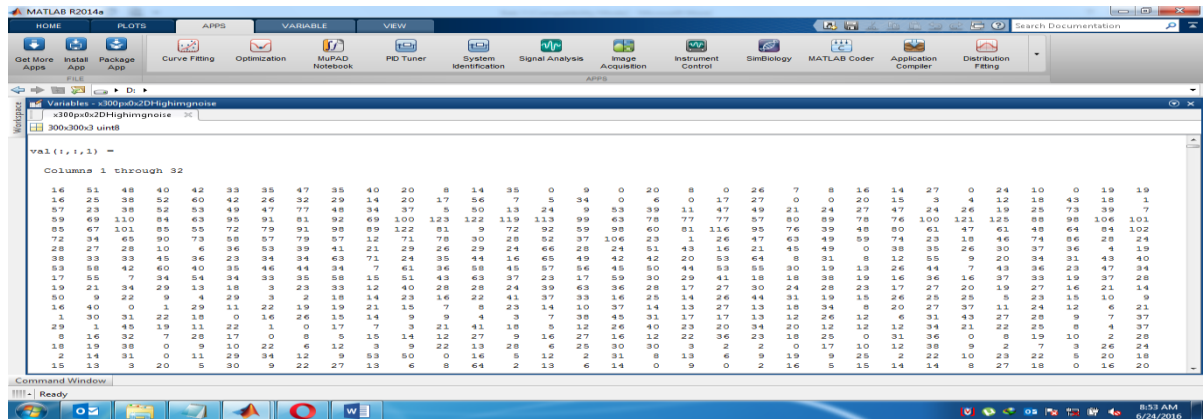 MATLAB R2014a
HOME PLOTS APPS VARIABLE VIEW Search Documentation
Get More Apps Install App Package App Curve Fitting Optimization MuPAD Notebook PID Tuner System Identification Signal Analysis Image Acquisition Instrument Control SimBiology MATLAB Coder Application Compiler Distribution Fitting
FILE APPS
D:
Workspace
Variables - x300px0x2DHighimgnoise
x300px0x2DHighimgnoise
300x300x3 uint8
val(:,:,1) =
Columns 1 through 32
16 51 48 40 42 33 35 47 35 40 20 8 14 35 0 9 0 20 8 0 26 7 8 16 14 27 0 24 10 0 19 19
16 25 38 52 60 42 26 32 29 14 20 17 56 7 5 34 0 6 0 17 27 0 0 20 15 3 4 12 18 43 18 1
57 23 38 52 53 49 47 77 48 34 37 5 50 13 24 9 53 39 11 47 49 21 24 27 47 24 26 19 25 73 39 7
59 69 110 84 63 95 91 81 92 69 100 123 122 119 113 99 63 78 77 77 57 80 89 78 76 100 121 125 88 98 106 101
85 67 101 85 55 72 79 91 98 89 122 81 9 72 92 59 98 60 81 116 95 76 39 48 80 61 47 61 48 64 84 102
72 34 65 90 73 58 57 79 57 12 71 78 30 28 52 37 106 23 1 26 47 63 49 59 74 23 18 46 74 86 28 24
28 27 28 10 6 36 53 39 41 21 29 26 29 24 66 28 24 51 43 16 21 45 49 0 38 35 26 30 37 36 4 19
38 33 33 45 36 23 34 34 63 71 24 35 44 16 65 49 42 42 20 53 64 8 31 8 12 55 9 20 34 31 43 40
53 58 42 60 40 35 46 44 34 7 61 36 58 45 57 56 45 50 44 53 55 30 19 13 26 44 7 43 36 23 47 34
17 55 7 34 54 34 33 35 58 15 51 43 63 37 23 17 59 30 29 41 18 18 38 19 16 36 16 37 33 19 37 28
19 21 34 29 13 18 3 23 33 12 40 28 28 24 39 63 36 28 17 27 30 24 28 23 17 27 20 19 27 16 21 14
50 9 22 9 4 29 3 2 18 14 23 16 22 41 37 33 16 25 14 26 44 31 19 15 26 25 25 5 23 15 10 9
16 40 0 1 29 11 22 19 19 21 15 7 8 23 14 10 37 14 13 27 13 18 34 8 20 27 37 11 24 12 6 21
1 30 31 22 18 0 16 26 15 14 9 9 4 3 7 38 45 31 17 17 13 12 26 12 6 31 43 27 28 9 7 37
29 1 45 19 11 22 1 0 17 7 3 21 41 18 5 12 26 40 23 20 34 20 12 12 12 34 21 22 25 8 4 37
8 16 32 7 28 17 0 8 5 15 14 12 27 9 16 27 16 12 22 36 23 18 25 0 31 36 0 8 19 10 2 28
18 19 38 0 9 10 22 6 12 3 9 22 28 13 6 25 30 30 3 2 2 0 17 10 12 38 9 2 7 3 26 24
2 14 31 0 11 29 34 12 9 53 50 0 16 5 12 2 31 8 13 6 9 19 9 25 2 22 10 23 22 5 20 18
15 13 3 20 5 30 9 22 27 13 6 8 64 2 13 6 14 0 9 0 2 16 5 15 14 14 8 27 18 0 16 20
Command Window
Ready
8:53 AM
6/24/2016